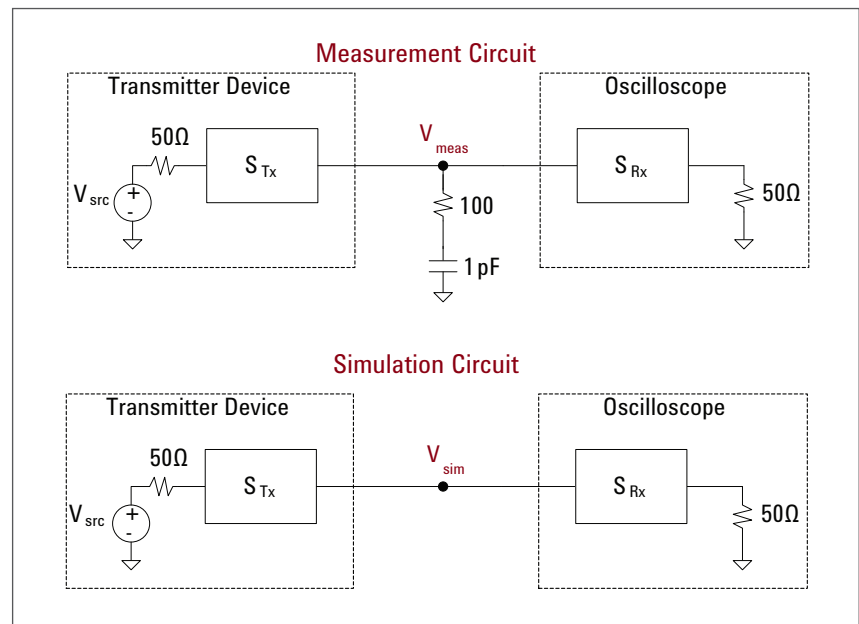 Measurement Circuit
Transmitter Device
Oscilloscope
50Ω
S Tx
V meas
S Rx
V src
+
-
100
50Ω
1 pF
Simulation Circuit
Transmitter Device
Oscilloscope
50Ω
S Tx
V sim
S Rx
V src
+
-
50Ω